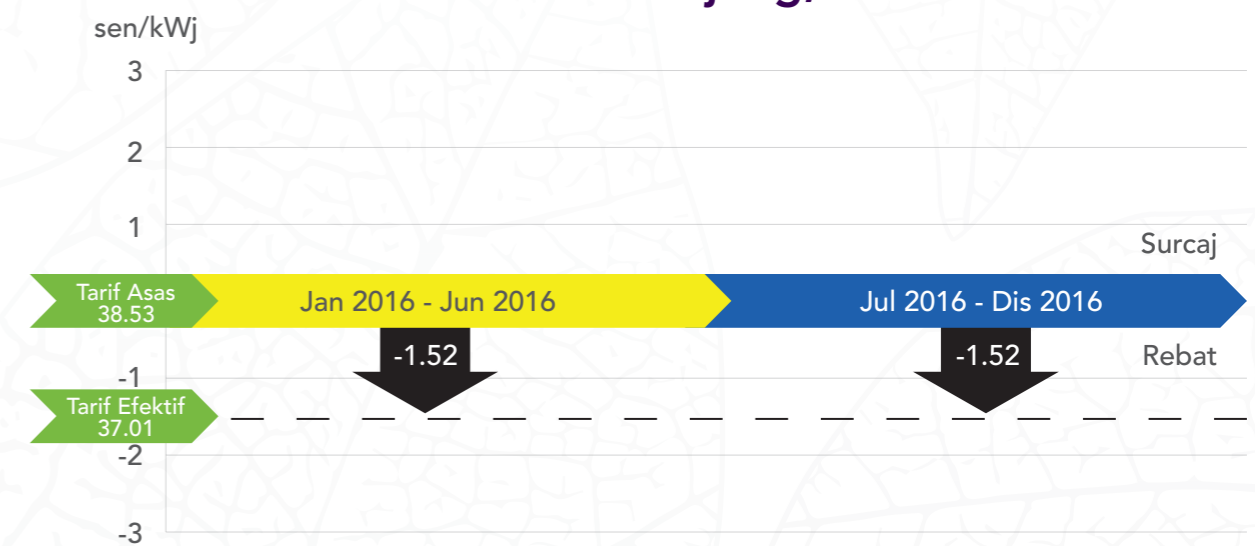 sen/kWj
3
2
1
Surcaj
Tarif Asas
38.53
Jan 2016 - Jun 2016
Jul 2016 - Dis 2016
-1.52
-1.52
Rebat
-1
Tarif Efektif
37.01
-2
-3